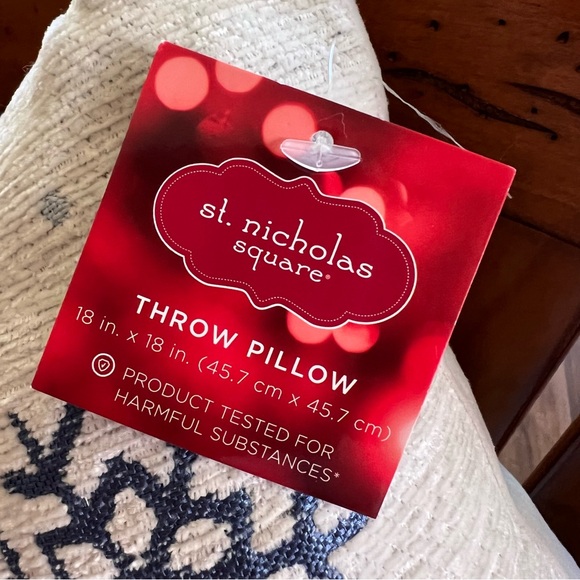 st. nicholas
square.
THROW PILLOW
18 in. x 18 in. (45.7 cm x 45.7 cm)
PRODUCT TESTED FOR
HARMFUL SUBSTANCES*